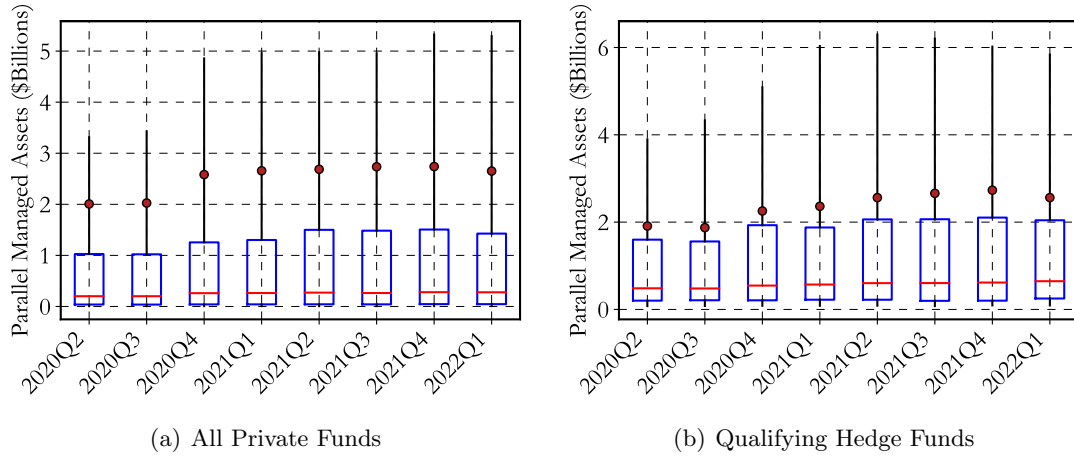 Parallel Managed Assets ($Billions)
5
4
3
2
1
0
2020Q2
2020Q3
2020Q4
2021Q1
2021Q2
2021Q3
2021Q4
2022Q1
(a) All Private Funds
Parallel Managed Assets ($Billions)
6
4
2
0
2020Q2
2020Q3
2020Q4
2021Q1
2021Q2
2021Q3
2021Q4
2022Q1
(b) Qualifying Hedge Funds